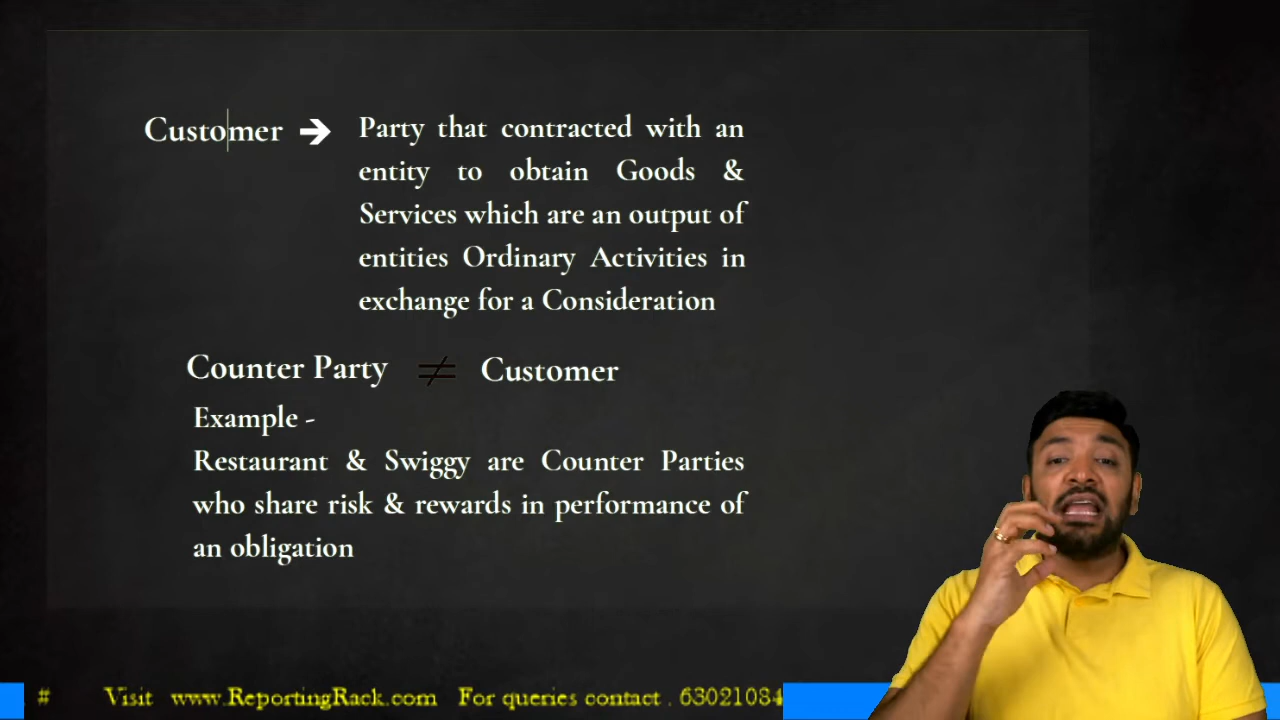 Customer → Party that contracted with an
entity to obtain Goods &
Services which are an output of
entities Ordinary Activities in
exchange for a Consideration
Counter Party ≠ Customer
Example -
Restaurant & Swiggy are Counter Parties
who share risk & rewards in performance of
an obligation
# Visit www.ReportingRack.com For queries contact . 63021084